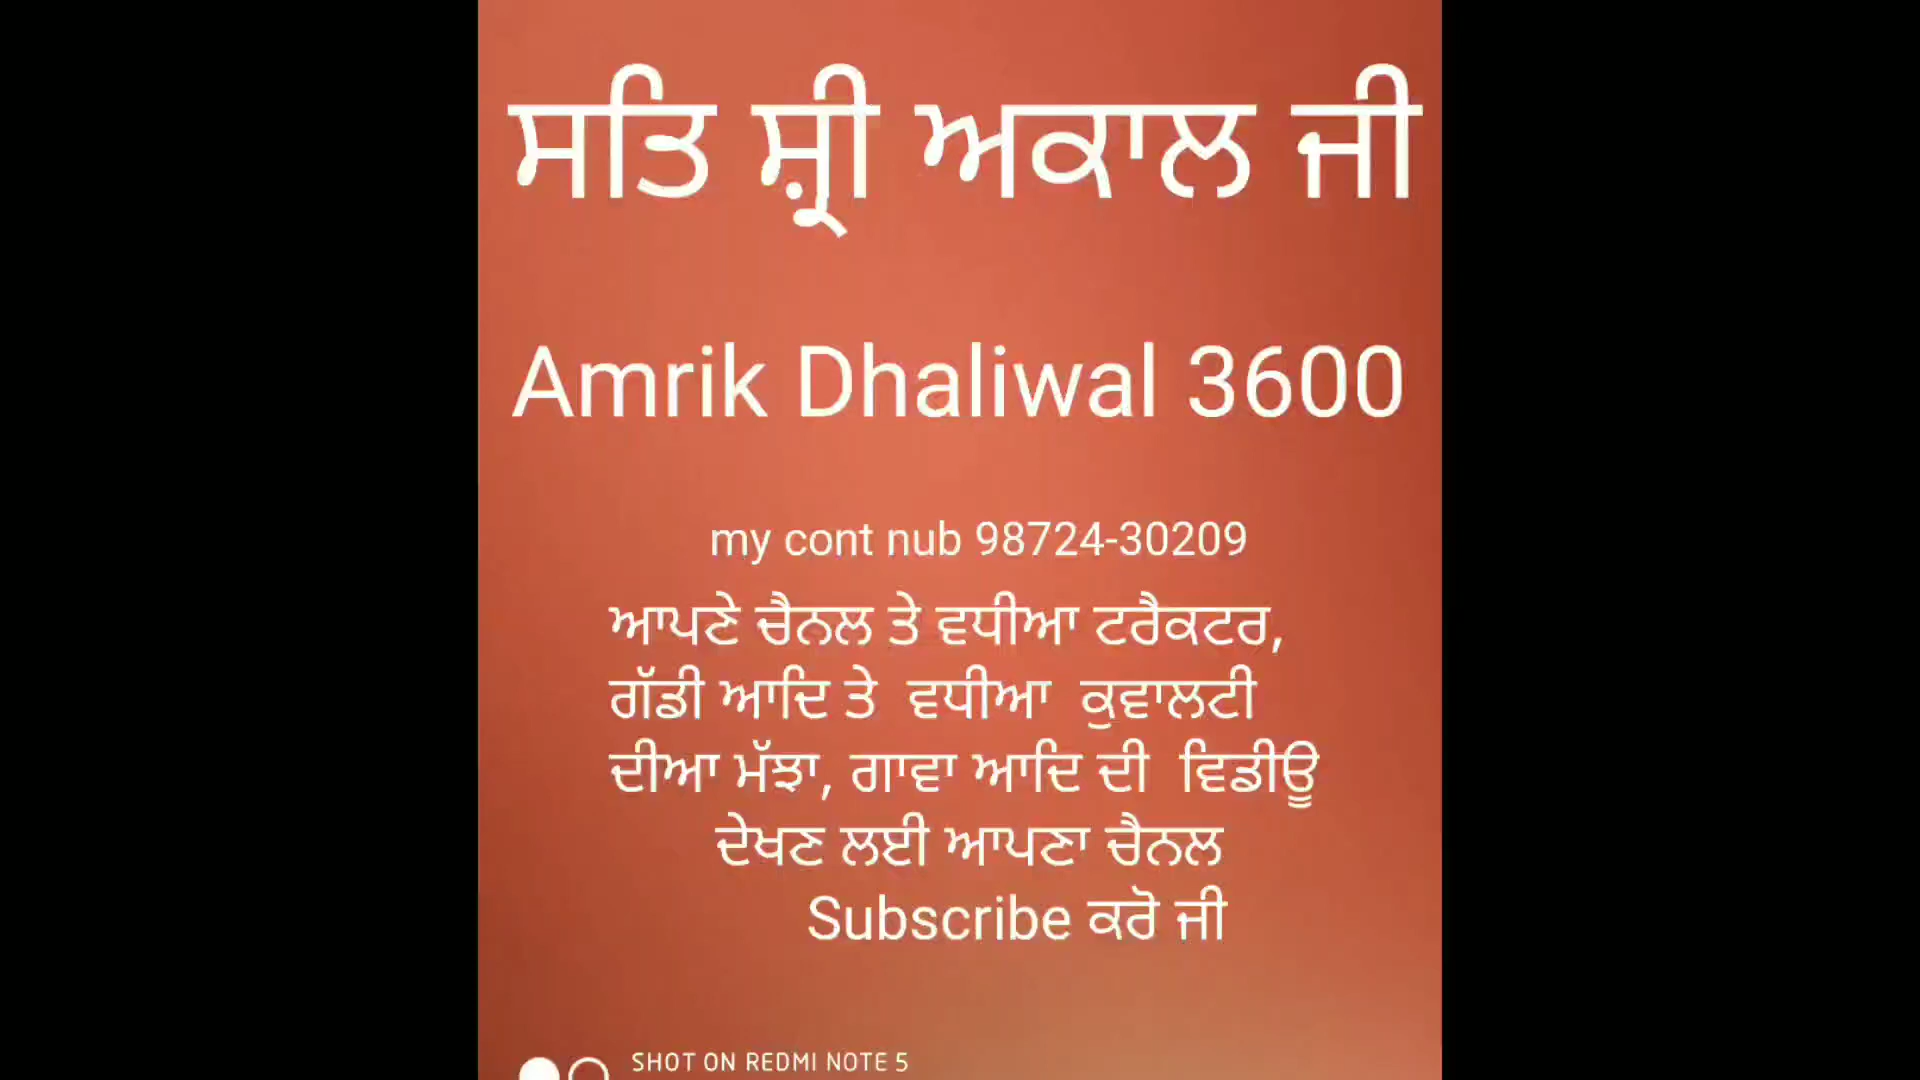 ਸਤਿ ਸ਼੍ਰੀ ਅਕਾਲ ਜੀ
Amrik Dhaliwal 3600
my cont nub 98724-30209
ਆਪਣੇ ਚੈਨਲ ਤੇ ਵਧੀਆ ਟਰੈਕਟਰ,
ਗੱਡੀ ਆਦਿ ਤੇ ਵਧੀਆ ਕੁਵਾਲਟੀ
ਦੀਆ ਮੱਝਾ, ਗਾਵਾ ਆਦਿ ਦੀ ਵਿਡੀਊ
ਦੇਖਣ ਲਈ ਆਪਣਾ ਚੈਨਲ
Subscribe ਕਰੋ ਜੀ
SHOT ON REDMI NOTE 5